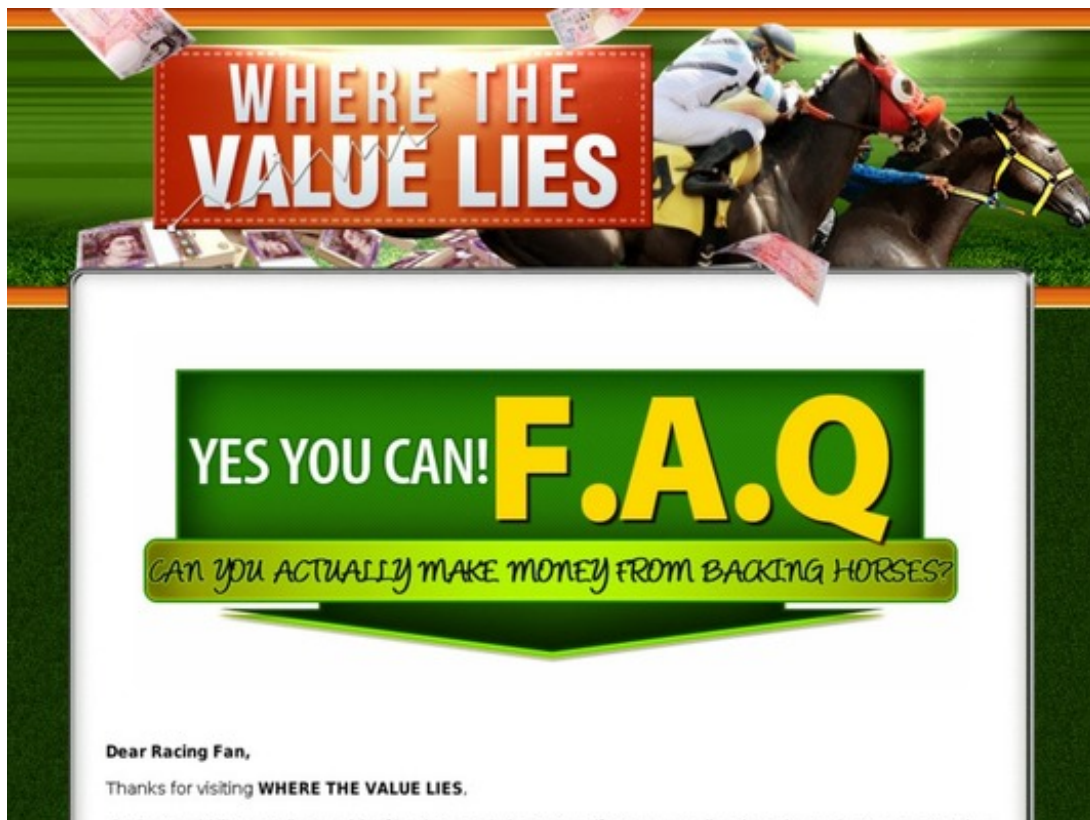 WHERE THE
VALUE LIES
YES YOU CAN!
F.A.Q
CAN YOU ACTUALLY MAKE MONEY FROM BACKING HORSES?
Dear Racing Fan,
Thanks for visiting WHERE THE VALUE LIES.